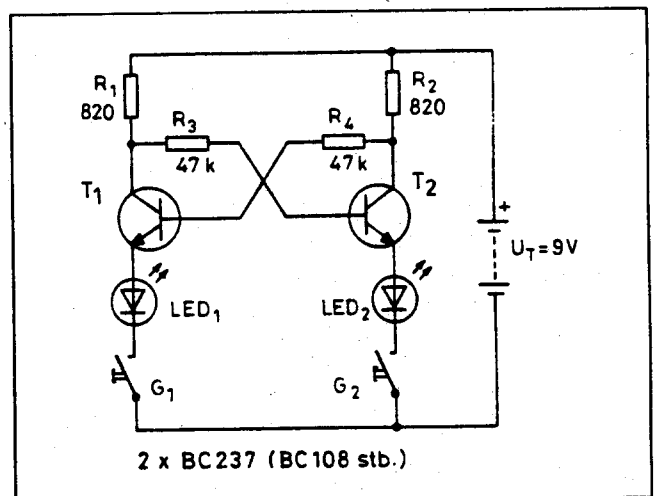 R1
820
R2
820
R3
47 k
R4
47 k
T1
T2
+
UT=9V
LED1
LED2
G1
G2
2 x BC237 (BC108 stb.)